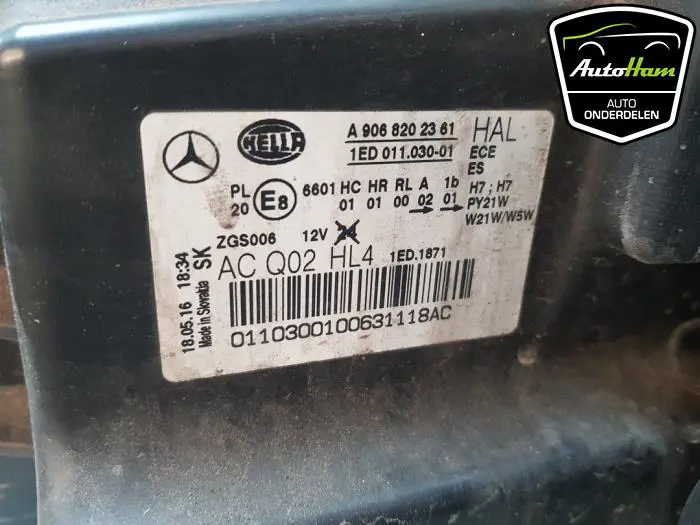 AutoHam
AUTO
ONDERDELEN
HELLA
A 906 820 23 61
1ED 011.030-01
HAL
ECE
ES
PL
20
E8
6601
HC HR RL A 1b
01 01 00 02 01
H7 ; H7
PY21W
W21W/W5W
ZGS006
12V
24
AC Q02 HL4
1ED.1871
18.05.16 18:34
Made in Slovakia
SK
0110300100631118AC